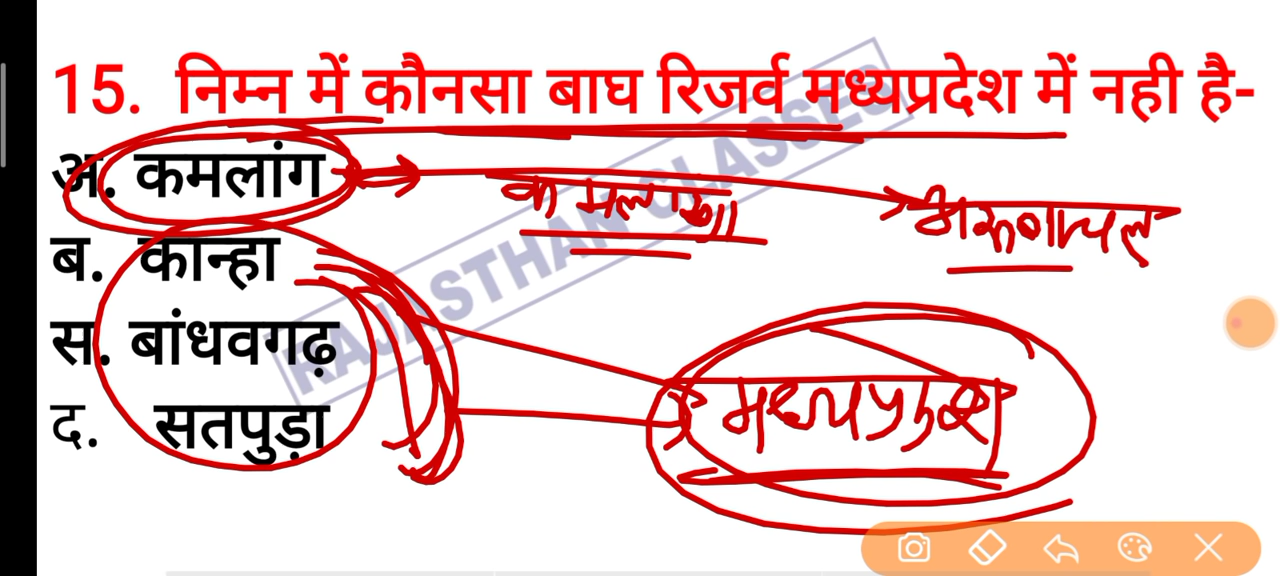 15. निम्न में कौनसा बाघ रिजर्व मध्यप्रदेश में नही है-
अ. कमलांग
ब. कान्हा
स. बांधवगढ़
द. सतपुड़ा
मध्यप्रदेश
RAJASTHAN CLASSES